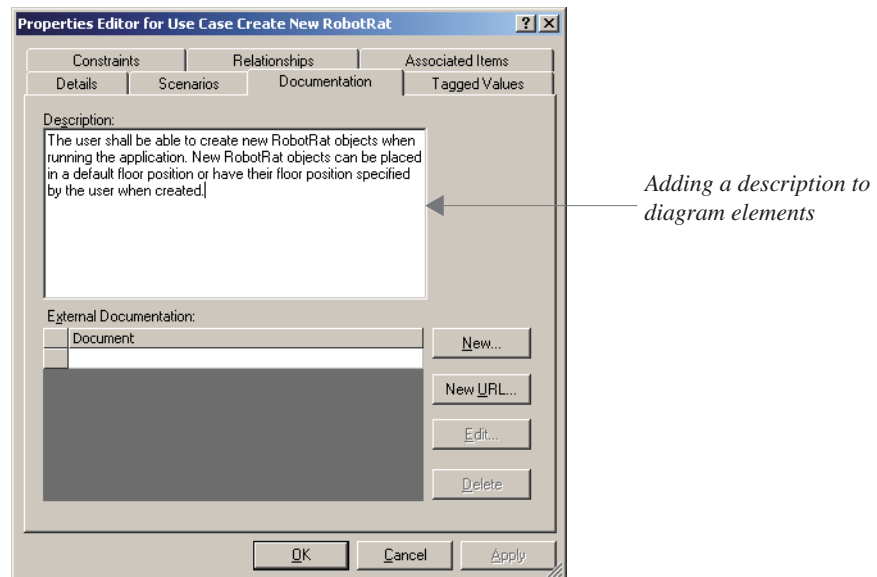 Properties Editor for Use Case Create New RobotRat
Constraints Relationships Associated Items
Details Scenarios Documentation Tagged Values
Description:
The user shall be able to create new RobotRat objects when
running the application. New RobotRat objects can be placed
in a default floor position or have their floor position specified
by the user when created.
Adding a description to
diagram elements
External Documentation:
Document
New...
New URL...
Edit...
Delete
OK Cancel Apply